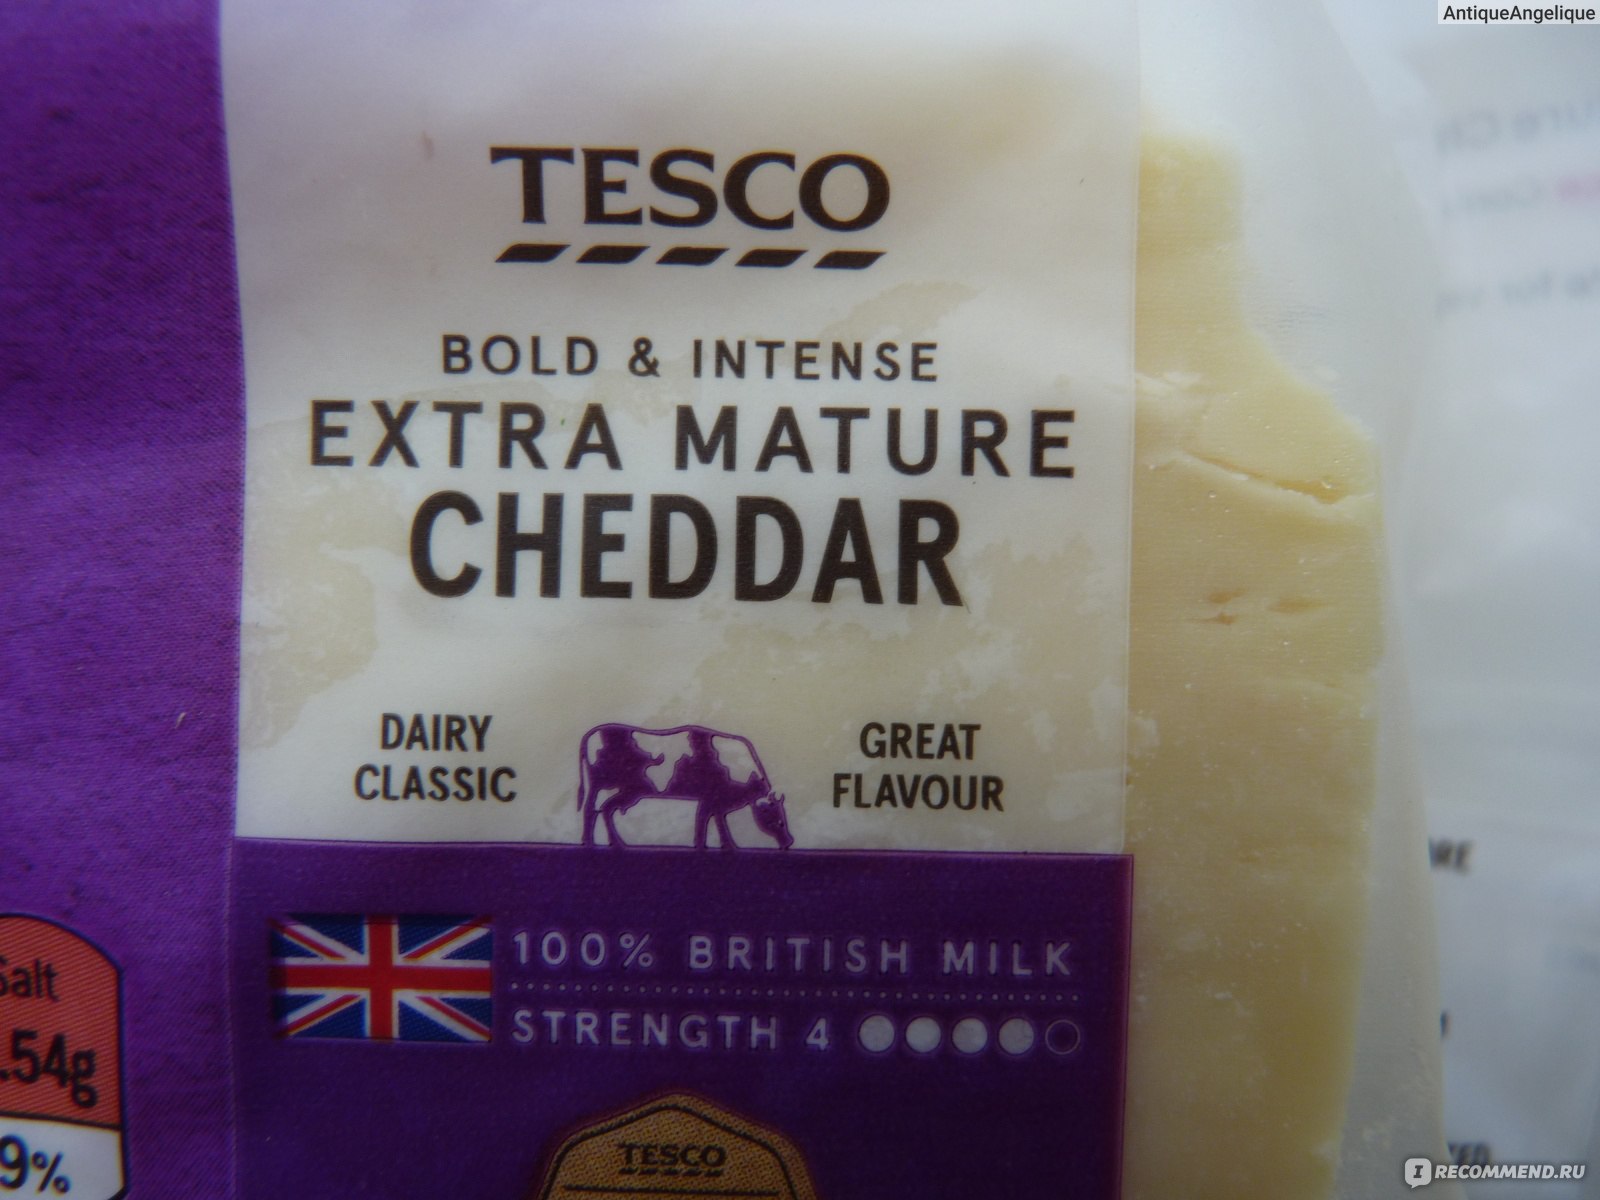 AntiqueAngelique
TESCO
BOLD & INTENSE
EXTRA MATURE
CHEDDAR
DAIRY
CLASSIC
GREAT
FLAVOUR
100% BRITISH MILK
STRENGTH 4
Salt
.54g
9%
TESCO
IRECOMMEND.RU